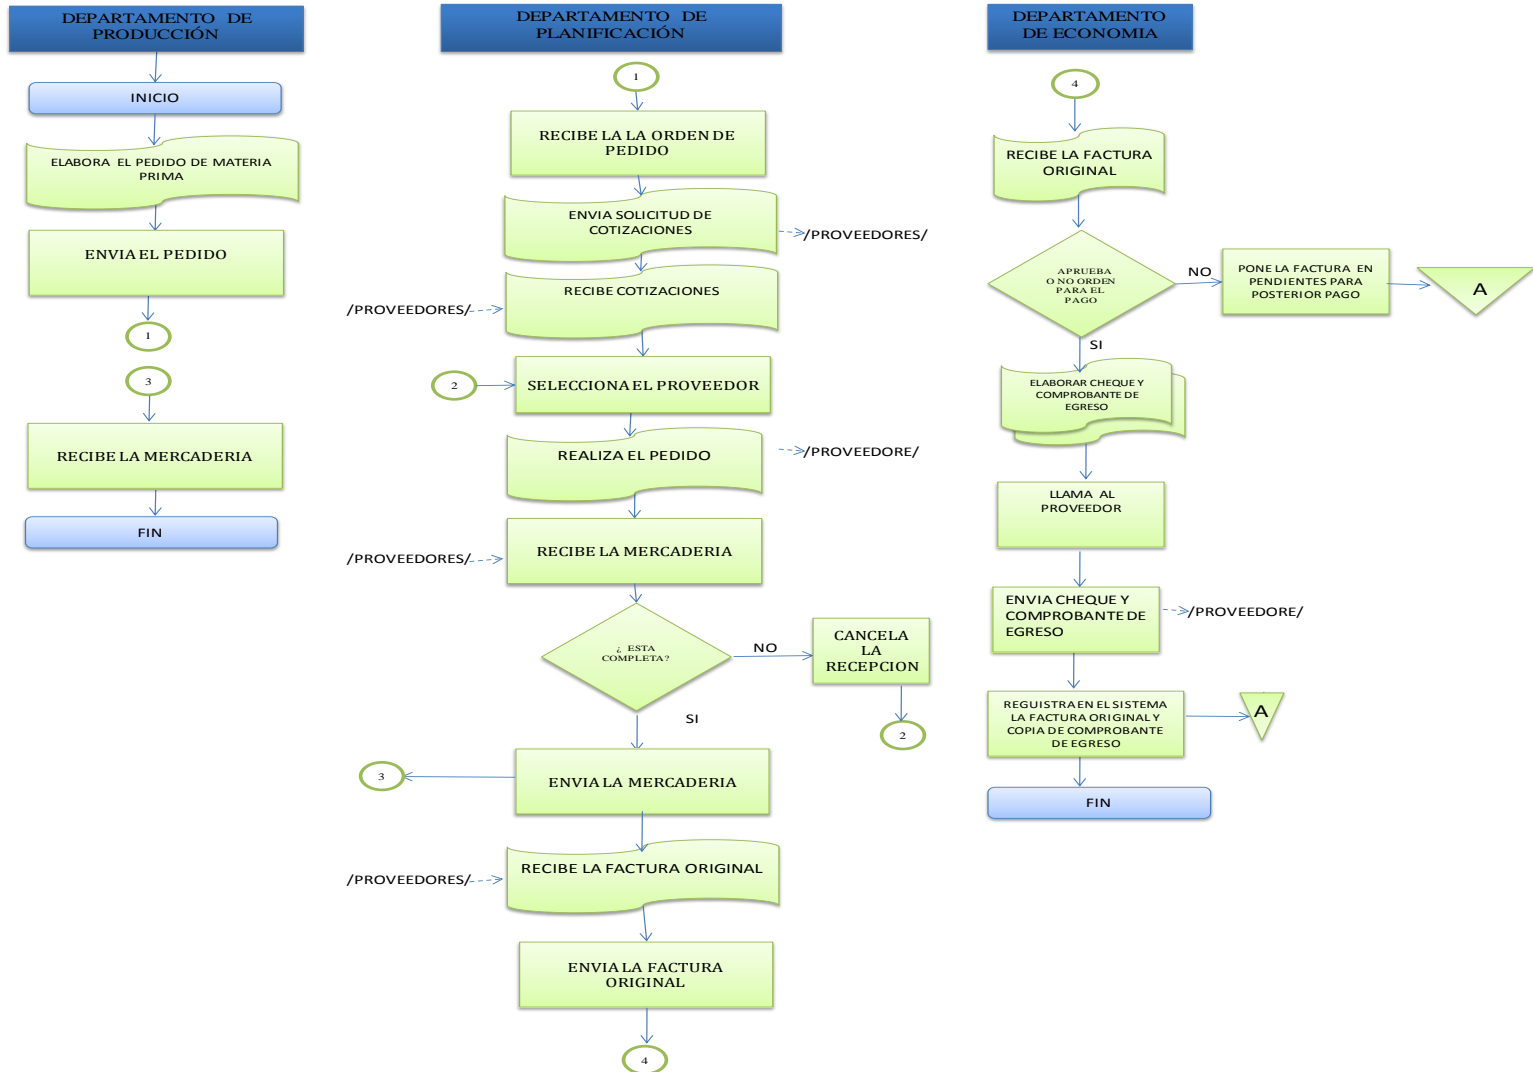 DEPARTAMENTO DE
PRODUCCIÓN
INICIO
ELABORA EL PEDIDO DE MATERIA
PRIMA
ENVIA EL PEDIDO
1
3
RECIBE LA MERCADERIA
FIN
DEPARTAMENTO DE
PLANIFICACIÓN
1
RECIBE LA LA ORDEN DE
PEDIDO
ENVIA SOLICITUD DE
COTIZACIONES
/PROVEEDORES/
RECIBE COTIZACIONES
/PROVEEDORES/
2
SELECCIONA EL PROVEEDOR
REALIZA EL PEDIDO
/PROVEEDORE/
RECIBE LA MERCADERIA
/PROVEEDORES/
¿ ESTA
COMPLETA?
NO
CANCELA
LA
RECEPCION
2
SI
ENVIA LA MERCADERIA
3
RECIBE LA FACTURA ORIGINAL
/PROVEEDORES/
ENVIA LA FACTURA
ORIGINAL
4
DEPARTAMENTO
DE ECONOMIA
4
RECIBE LA FACTURA
ORIGINAL
APRUEBA
O NO ORDEN
PARA EL
PAGO
NO
PONE LA FACTURA EN
PENDIENTES PARA
POSTERIOR PAGO
A
SI
ELABORAR CHEQUE Y
COMPROBANTE DE
EGRESO
LLAMA AL
PROVEEDOR
ENVIA CHEQUE Y
COMPROBANTE DE
EGRESO
/PROVEEDORE/
REGUISTRA EN EL SISTEMA
LA FACTURA ORIGINAL Y
COPIA DE COMPROBANTE
DE EGRESO
A
FIN